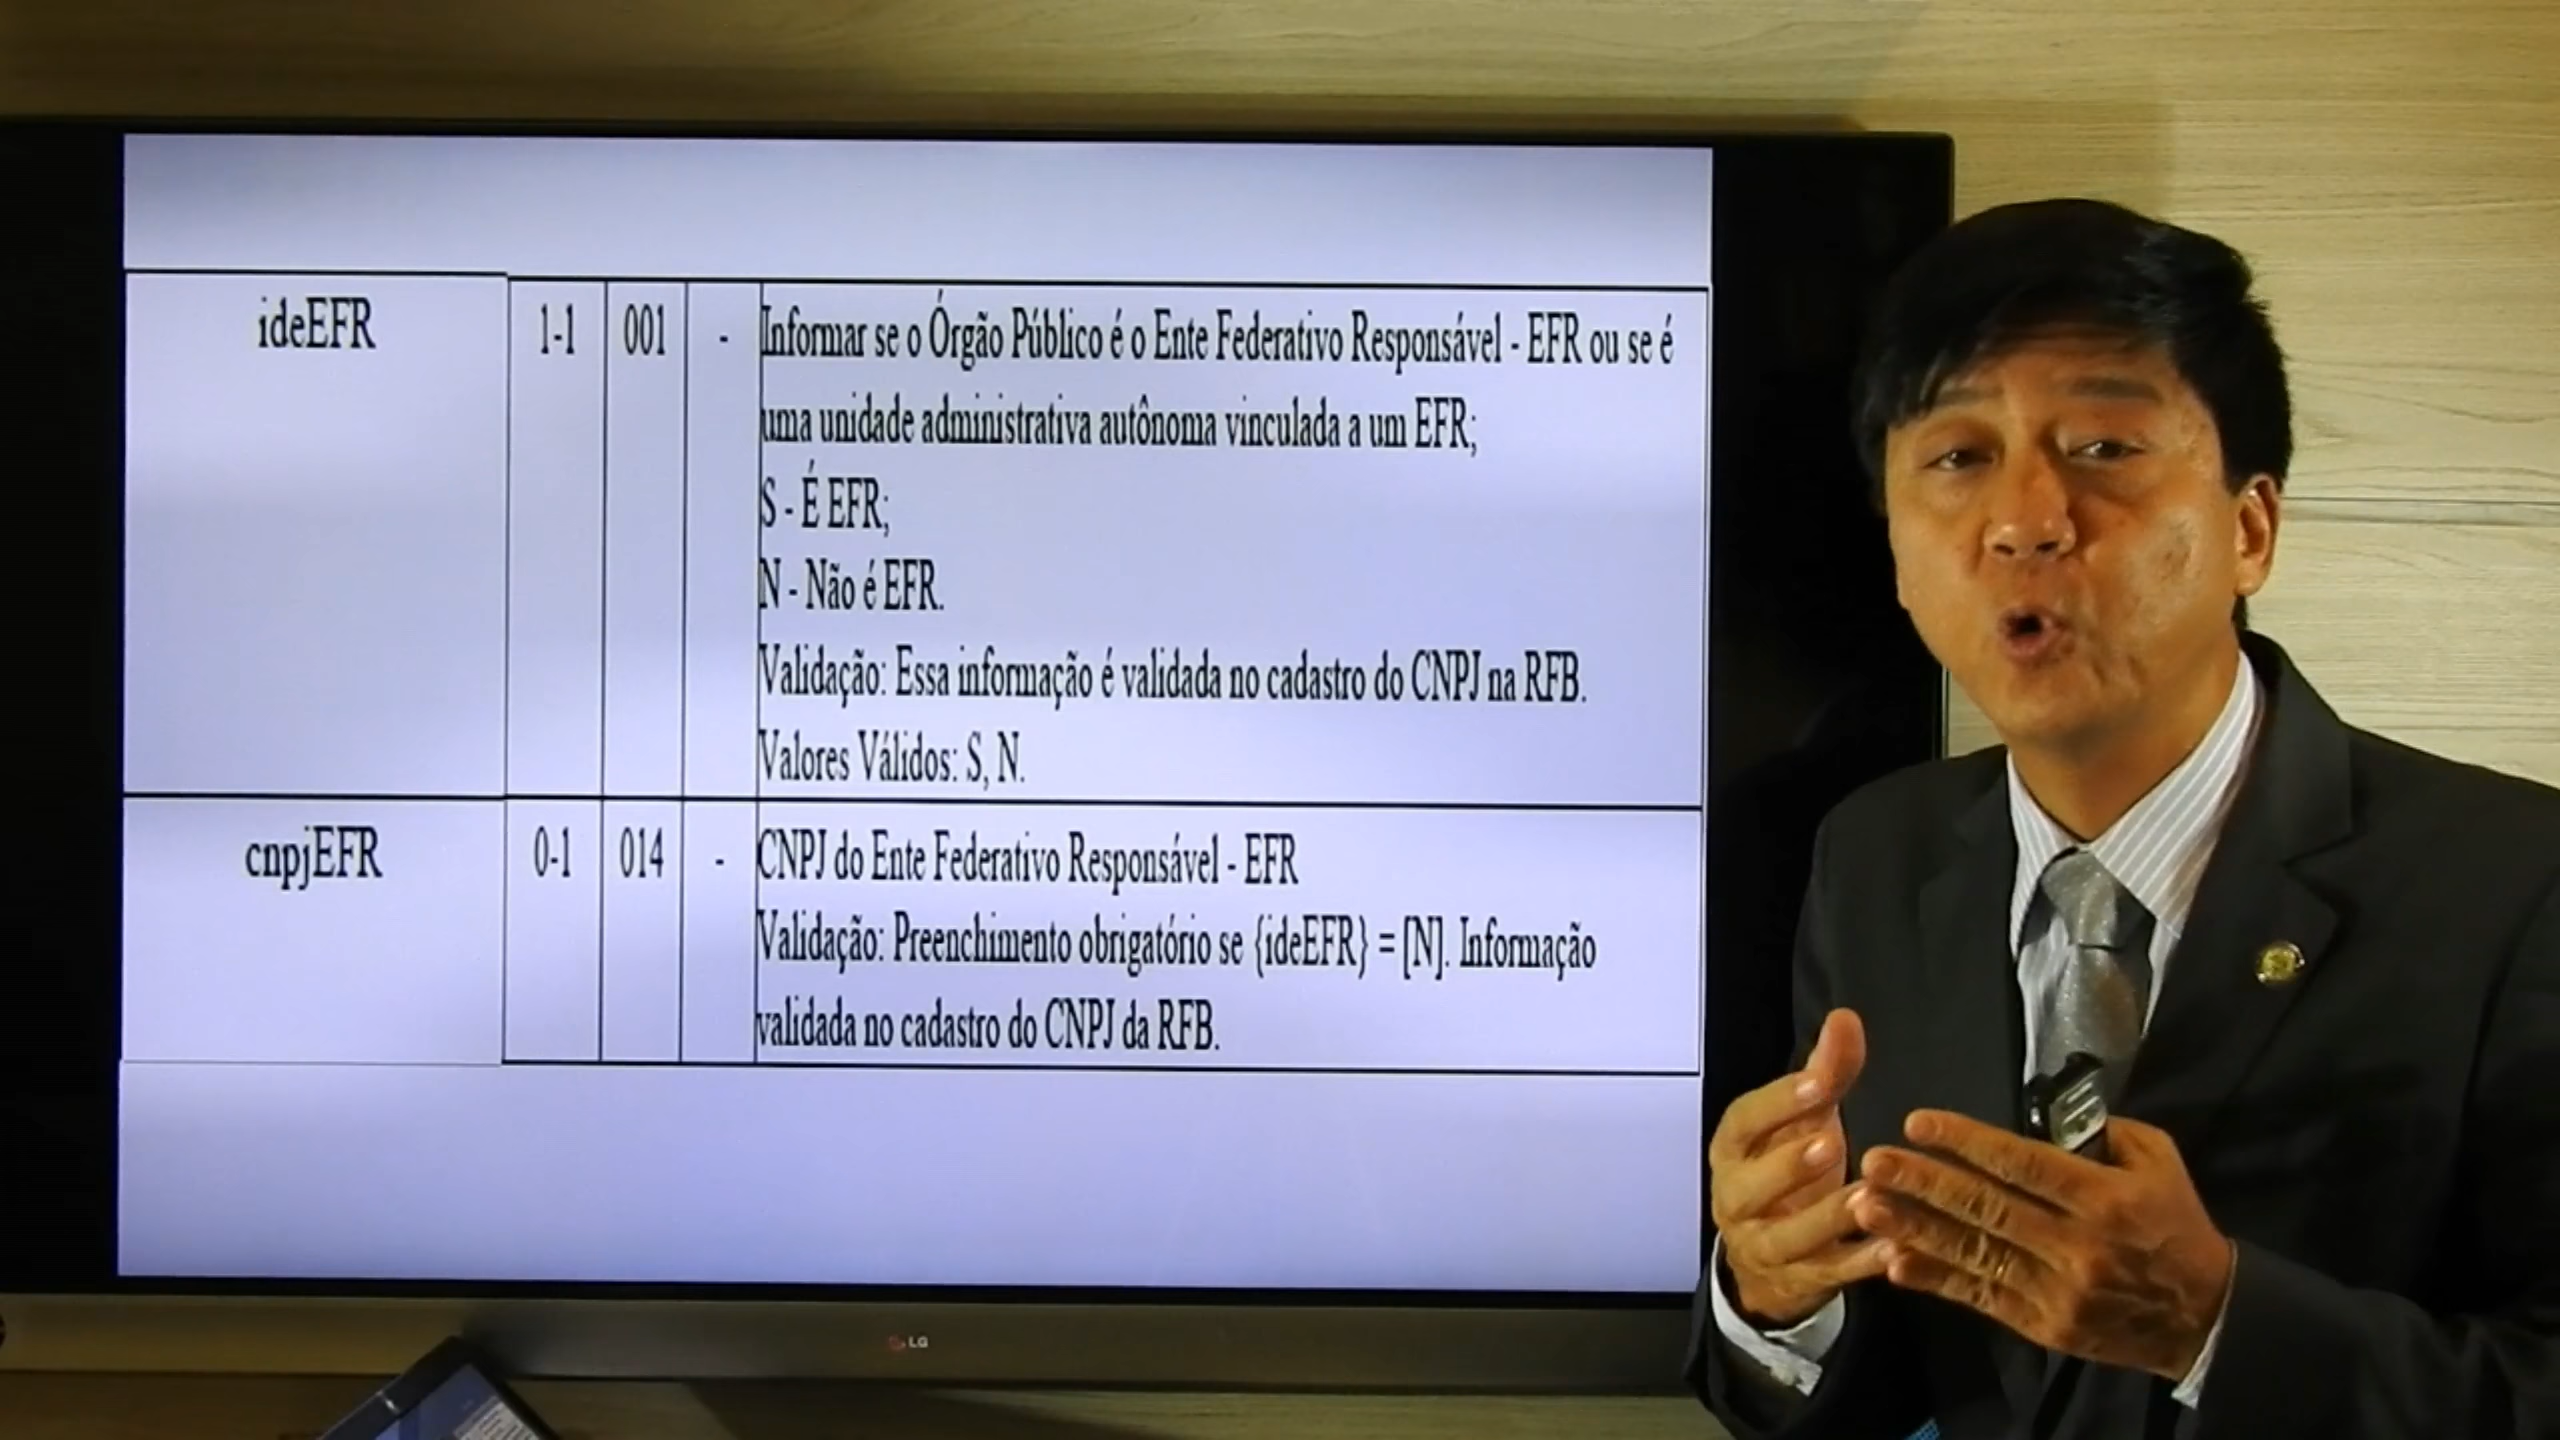 ideEFR 1-1 001 - Informar se o Órgão Público é o Ente Federativo Responsável - EFR ou se é
uma unidade administrativa autônoma vinculada a um EFR;
S - É EFR;
N - Não é EFR.
Validação: Essa informação é validada no cadastro do CNPJ na RFB.
Valores Válidos: S, N.
cnpjEFR 0-1 014 - CNPJ do Ente Federativo Responsável - EFR
Validação: Preenchimento obrigatório se {ideEFR} = [N]. Informação
validada no cadastro do CNPJ da RFB.
LG